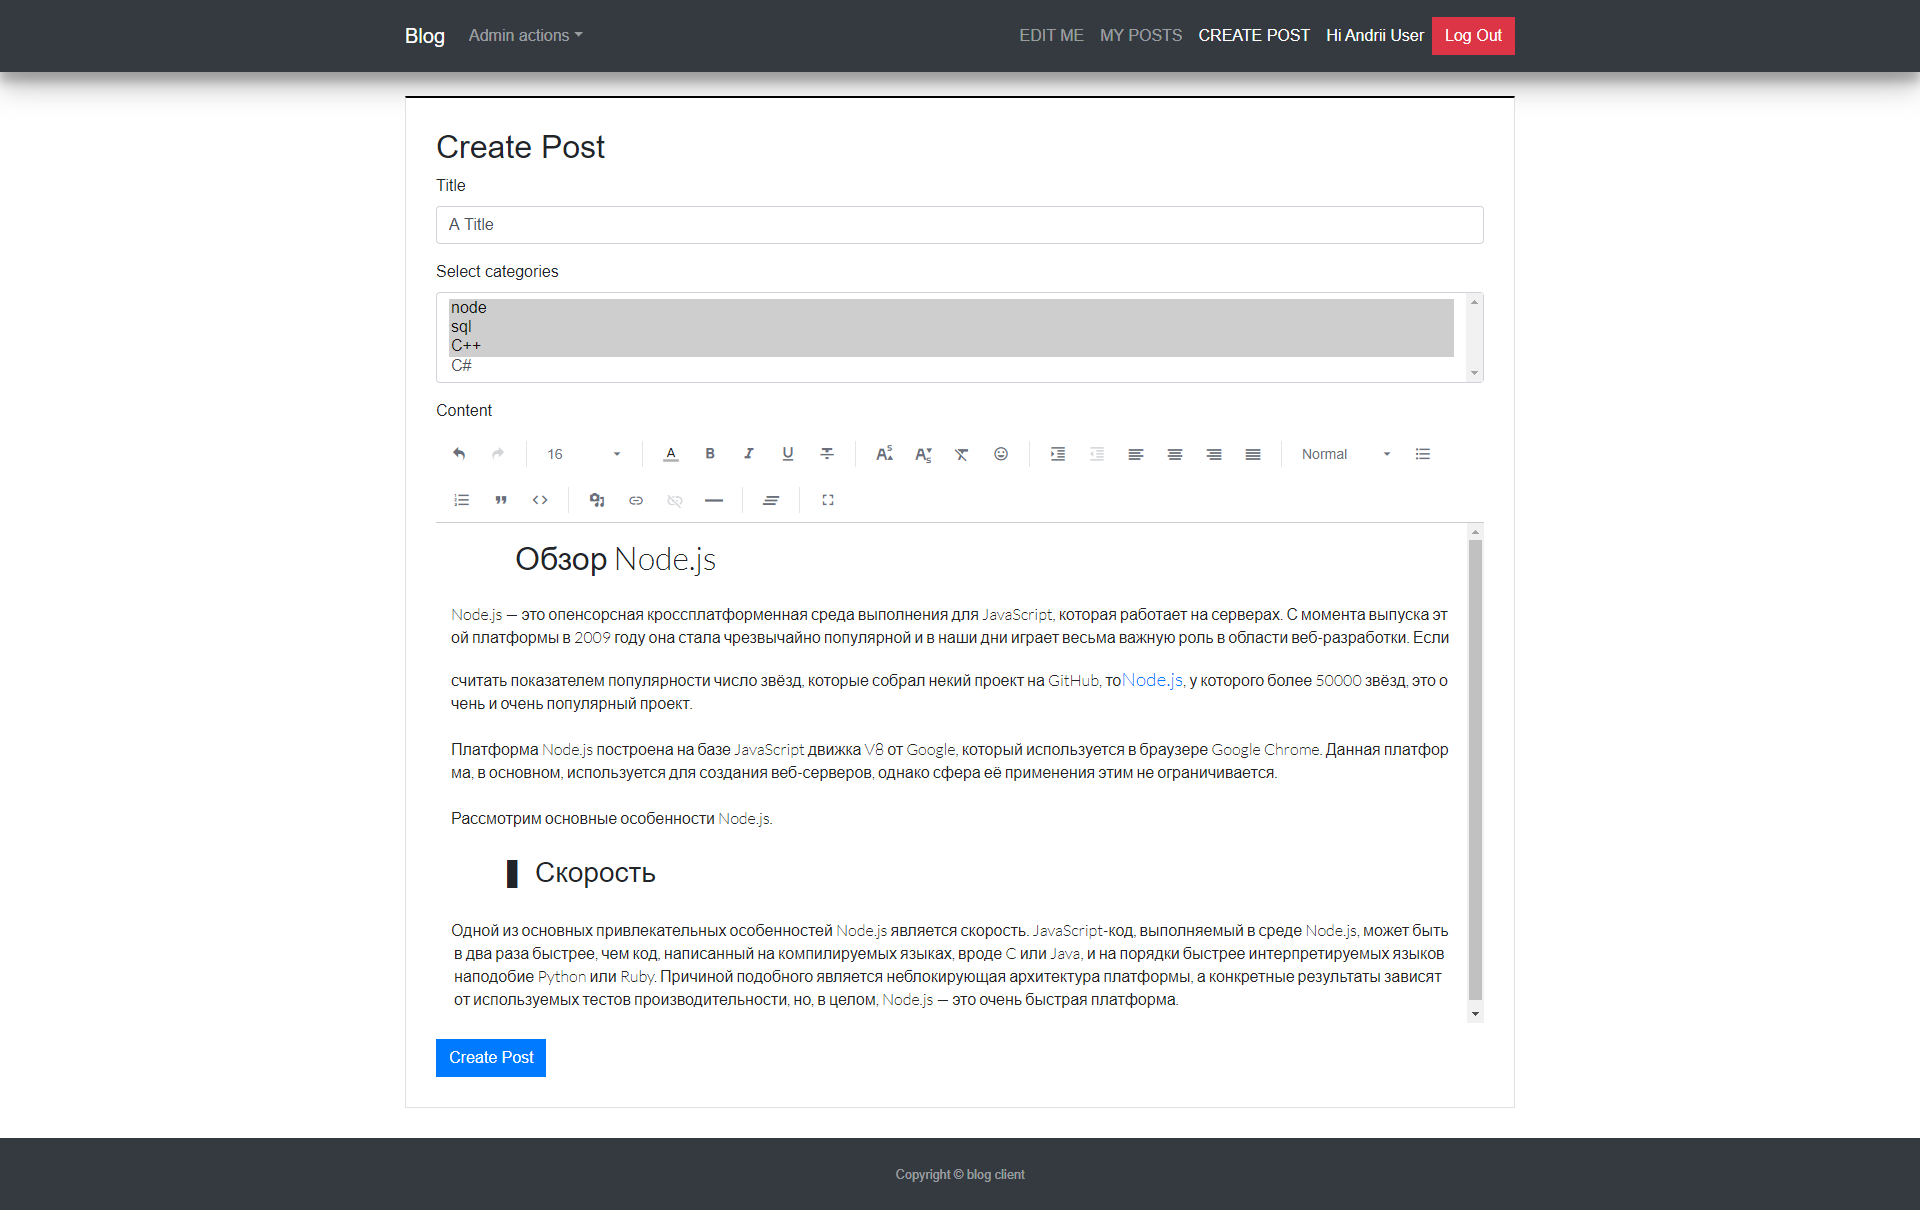 Blog Admin actions EDIT ME MY POSTS CREATE POST Hi Andrii User Log Out
Create Post
Title
A Title
Select categories
node
sql
C++
C#
Content
16 A B I U Normal
Обзор Node.js
Node.js — это опенсорсная кроссплатформенная среда выполнения для JavaScript, которая работает на серверах. С момента выпуска эт
ой платформы в 2009 году она стала чрезвычайно популярной и в наши дни играет весьма важную роль в области веб-разработки. Если
считать показателем популярности число звёзд, которые собрал некий проект на GitHub, тоNode.js, у которого более 50000 звёзд, это о
чень и очень популярный проект.
Платформа Node.js построена на базе JavaScript движка V8 от Google, который используется в браузере Google Chrome. Данная платфор
ма, в основном, используется для создания веб-серверов, однако сфера её применения этим не ограничивается.
Рассмотрим основные особенности Node.js.
▌ Скорость
Одной из основных привлекательных особенностей Node.js является скорость. JavaScript-код, выполняемый в среде Node.js, может быть
в два раза быстрее, чем код, написанный на компилируемых языках, вроде C или Java, и на порядки быстрее интерпретируемых языков
наподобие Python или Ruby. Причиной подобного является неблокирующая архитектура платформы, а конкретные результаты зависят
от используемых тестов производительности, но, в целом, Node.js — это очень быстрая платформа.
Create Post
Copyright © blog client